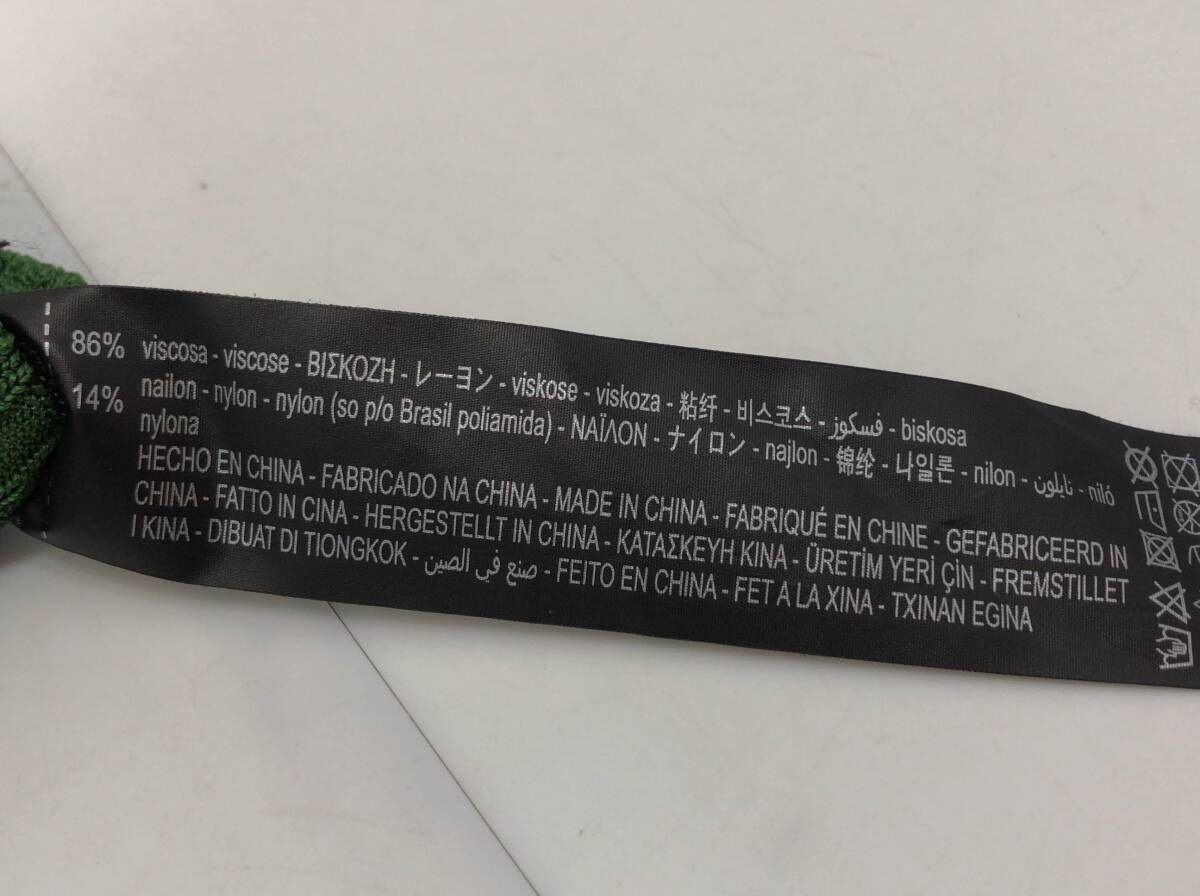 86% viscosa - viscose - ΒΙΣΚΟΖΗ - レーヨン - viskose - viskoza - 粘纤 - 비스코스 - فسكوز - biskosa
14% nailon - nylon - nylon (so p/o Brasil poliamida) - ΝΑΪΛΟΝ - ナイロン - najlon - 锦纶 - 나일론 - nilon - نايلون - niló
nylona
HECHO EN CHINA - FABRICADO NA CHINA - MADE IN CHINA - FABRIQUÉ EN CHINE - GEFABRICEERD IN
CHINA - FATTO IN CINA - HERGESTELLT IN CHINA - ΚΑΤΑΣΚΕΥΗ ΚΙΝΑ - ÜRETİM YERİ ÇİN - FREMSTILLET
I KINA - DIBUAT DI TIONGKOK - صنع في الصين - FEITO EN CHINA - FET A LA XINA - TXINAN EGINA